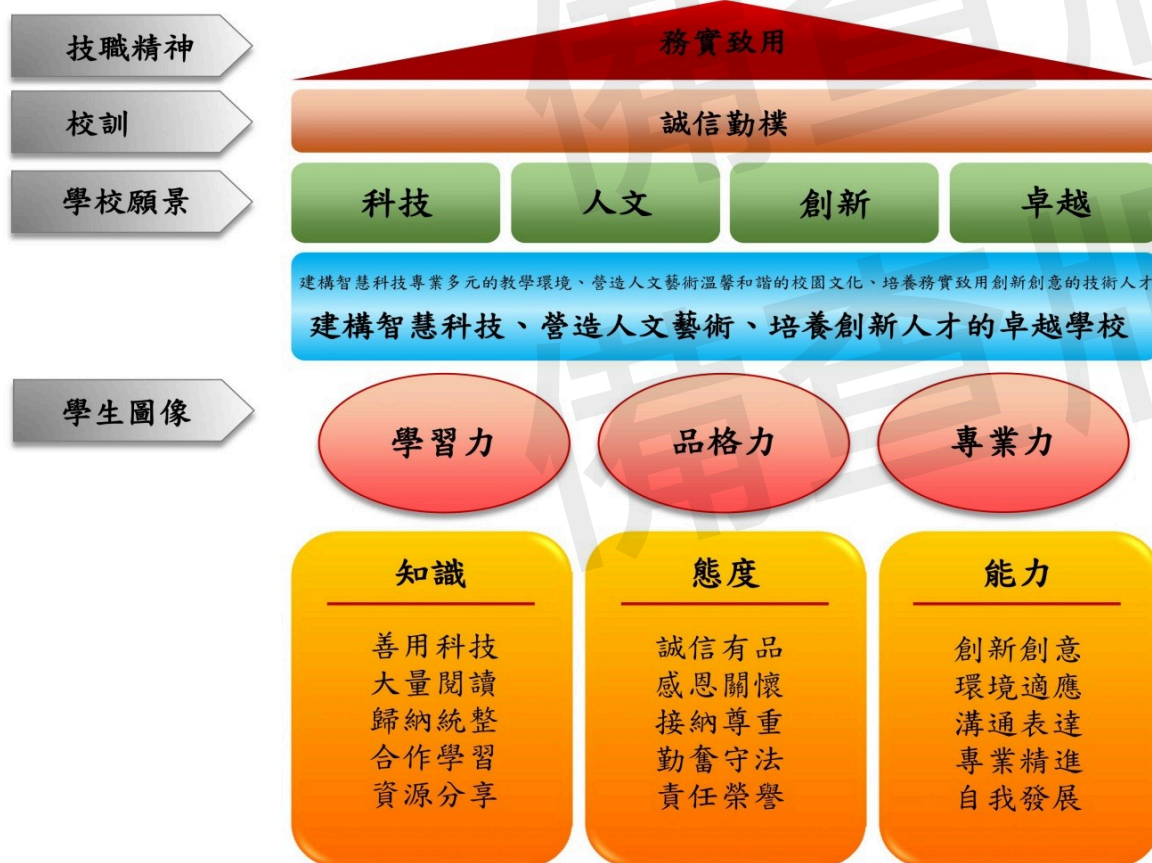 技職精神
務實致用
校訓
誠信勤樸
學校願景
科技
人文
創新
卓越
建構智慧科技專業多元的教學環境、營造人文藝術溫馨和諧的校園文化、培養務實致用創新創意的技術人才
建構智慧科技、營造人文藝術、培養創新人才的卓越學校
學生圖像
學習力
品格力
專業力
知識
善用科技
大量閱讀
歸納統整
合作學習
資源分享
態度
誠信有品
感恩關懷
接納尊重
勤奮守法
責任榮譽
能力
創新創意
環境適應
溝通表達
專業精進
自我發展
備查版
備查版